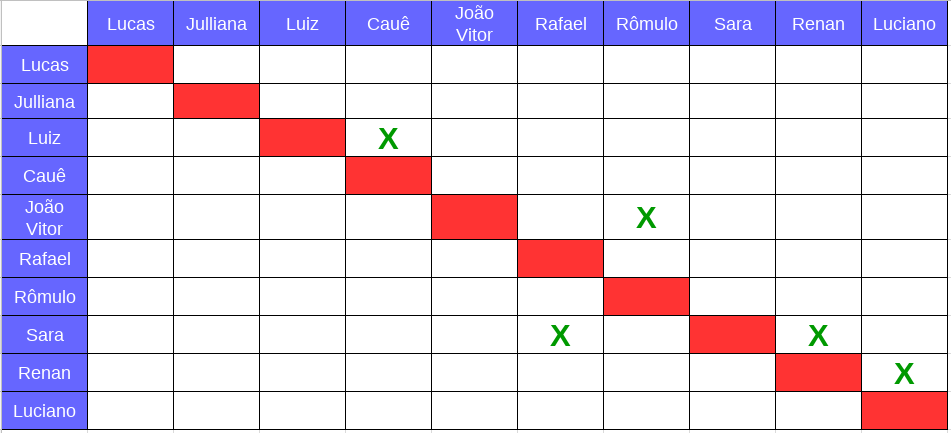 Lucas Julliana Luiz Cauê João Vitor Rafael Rômulo Sara Renan Luciano
Lucas
Julliana
Luiz X
Cauê
João
Vitor X
Rafael
Rômulo
Sara X X
Renan X
Luciano